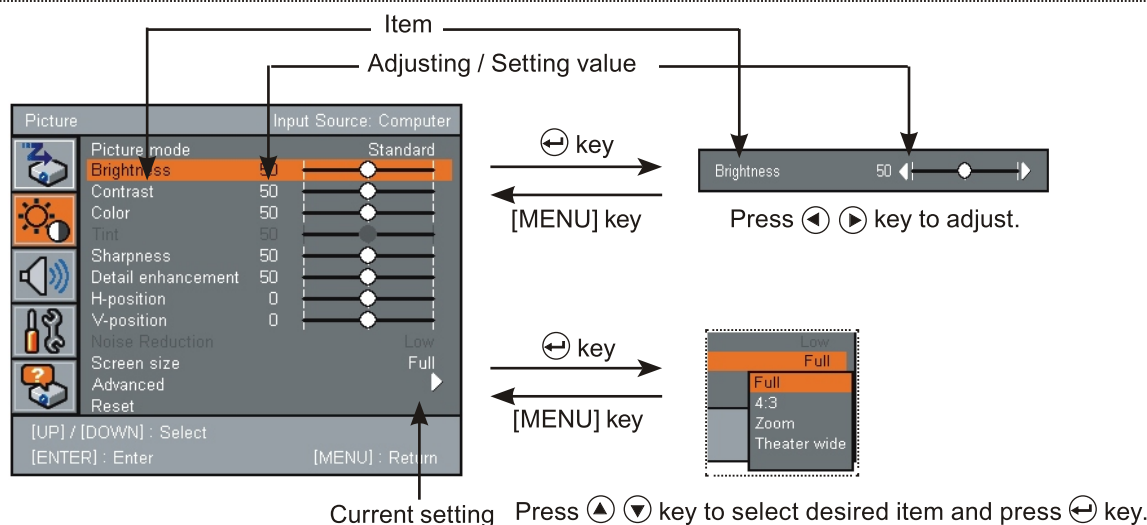 Item
Adjusting / Setting value
Picture Input Source: Computer
Picture mode Standard
Brightness 50
Contrast 50
Color 50
Tint 50
Sharpness 50
Detail enhancement 50
H-position 0
V-position 0
Noise Reduction Low
Screen size Full
Advanced
Reset
[UP] / [DOWN] : Select
[ENTER] : Enter [MENU] : Return
key
[MENU] key
Brightness 50
Press key to adjust.
key
[MENU] key
Low
Full
Full
4:3
Zoom
Theater wide
Current setting
Press key to select desired item and press key.